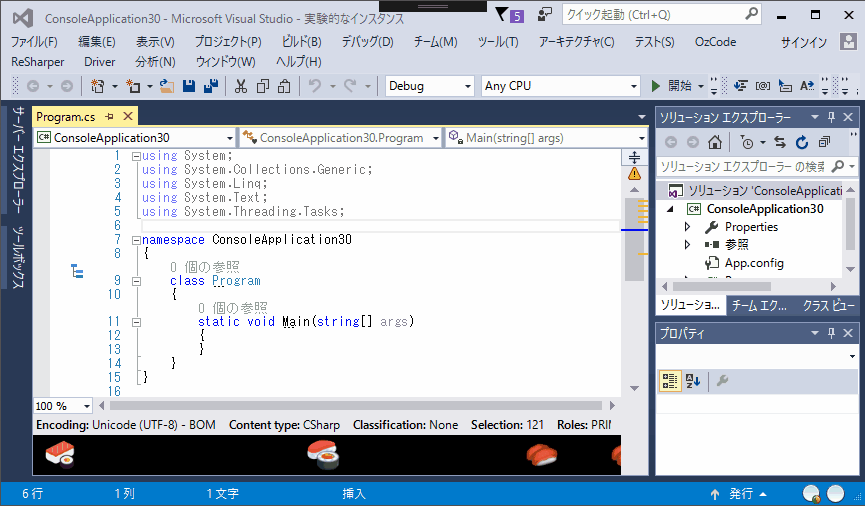 ConsoleApplication30 - Microsoft Visual Studio - 実験的なインスタンス
5
クイック起動 (Ctrl+Q)
ファイル(F) 編集(E) 表示(V) プロジェクト(P) ビルド(B) デバッグ(D) チーム(M) ツール(T) アーキテクチャ(C) テスト(S) OzCode サインイン
ReSharper Driver 分析(N) ウィンドウ(W) ヘルプ(H)
Debug Any CPU 開始
サーバー エクスプローラー
ツールボックス
Program.cs
C# ConsoleApplication30 ConsoleApplication30.Program Main(string[] args)
1 using System;
2 using System.Collections.Generic;
3 using System.Linq;
4 using System.Text;
5 using System.Threading.Tasks;
6
7 namespace ConsoleApplication30
8 {
0 個の参照
9 class Program
10 {
0 個の参照
11 static void Main(string[] args)
12 {
13 }
14 }
15 }
16
100 %
Encoding: Unicode (UTF-8) - BOM Content type: CSharp Classification: None Selection: 121 Roles: PRIM
ソリューション エクスプローラー
ソリューション エクスプローラー の検索
ソリューション 'ConsoleApplicati
C# ConsoleApplication30
Properties
参照
App.config
ソリューショ... チーム エク... クラス ビュー
プロパティ
6 行 1 列 1 文字 挿入 発行